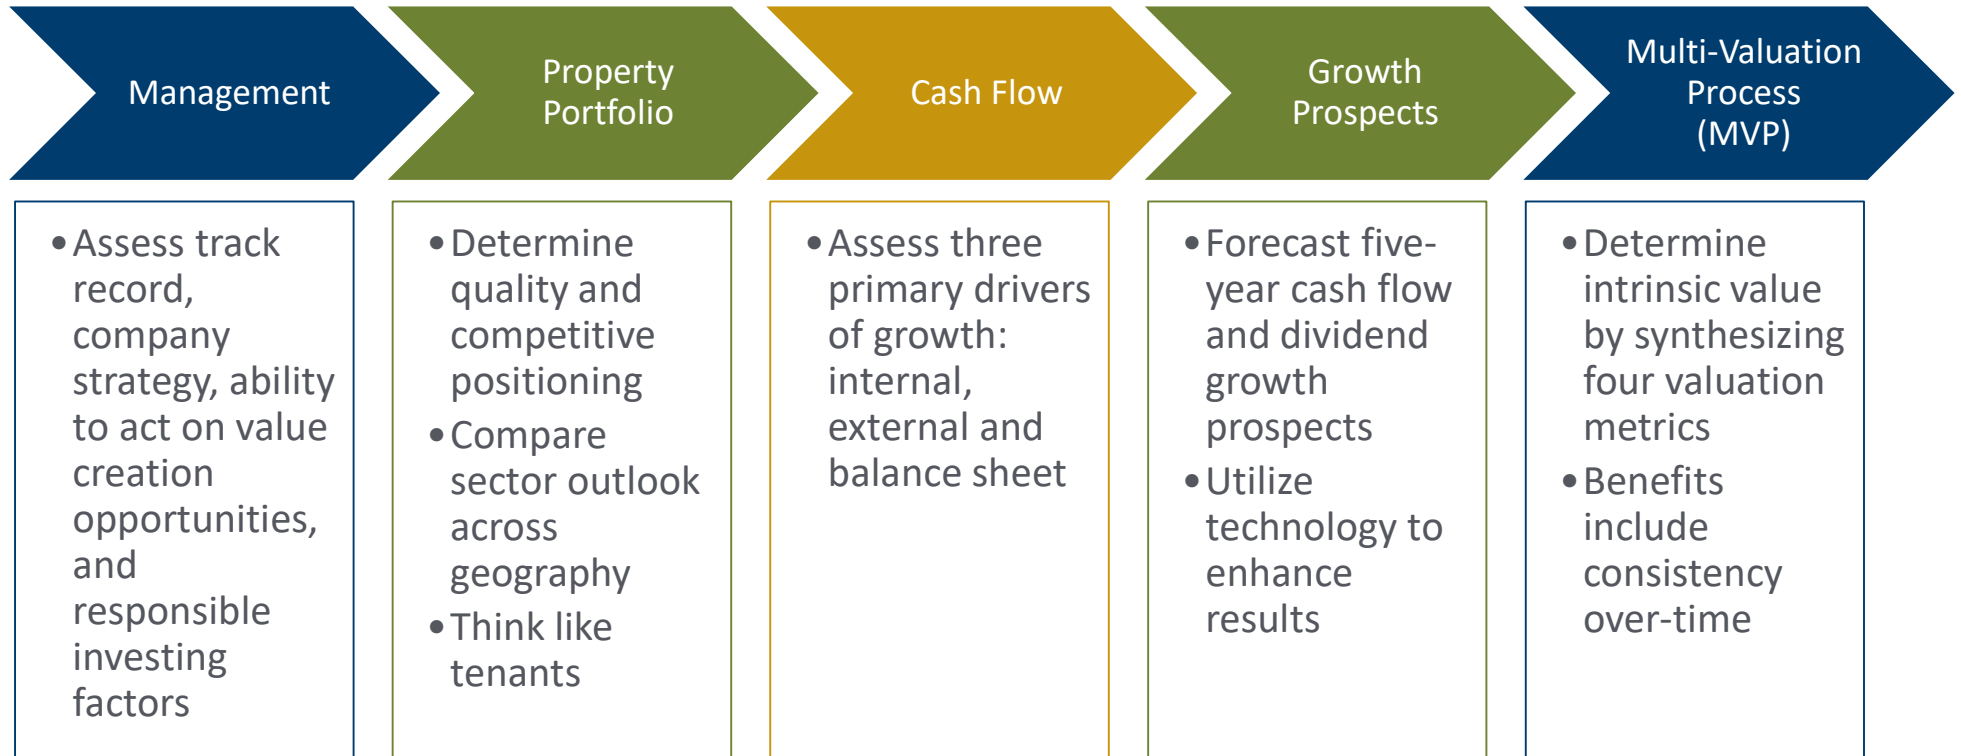 Management
Property
Portfolio
Cash Flow
Growth
Prospects
Multi-Valuation
Process
(MVP)
•Assess track
record,
company
strategy, ability
to act on value
creation
opportunities,
and
responsible
investing
factors
•Determine
quality and
competitive
positioning
•Compare
sector outlook
across
geography
•Think like
tenants
•Assess three
primary drivers
of growth:
internal,
external and
balance sheet
•Forecast five-
year cash flow
and dividend
growth
prospects
•Utilize
technology to
enhance
results
•Determine
intrinsic value
by synthesizing
four valuation
metrics
•Benefits
include
consistency
over-time